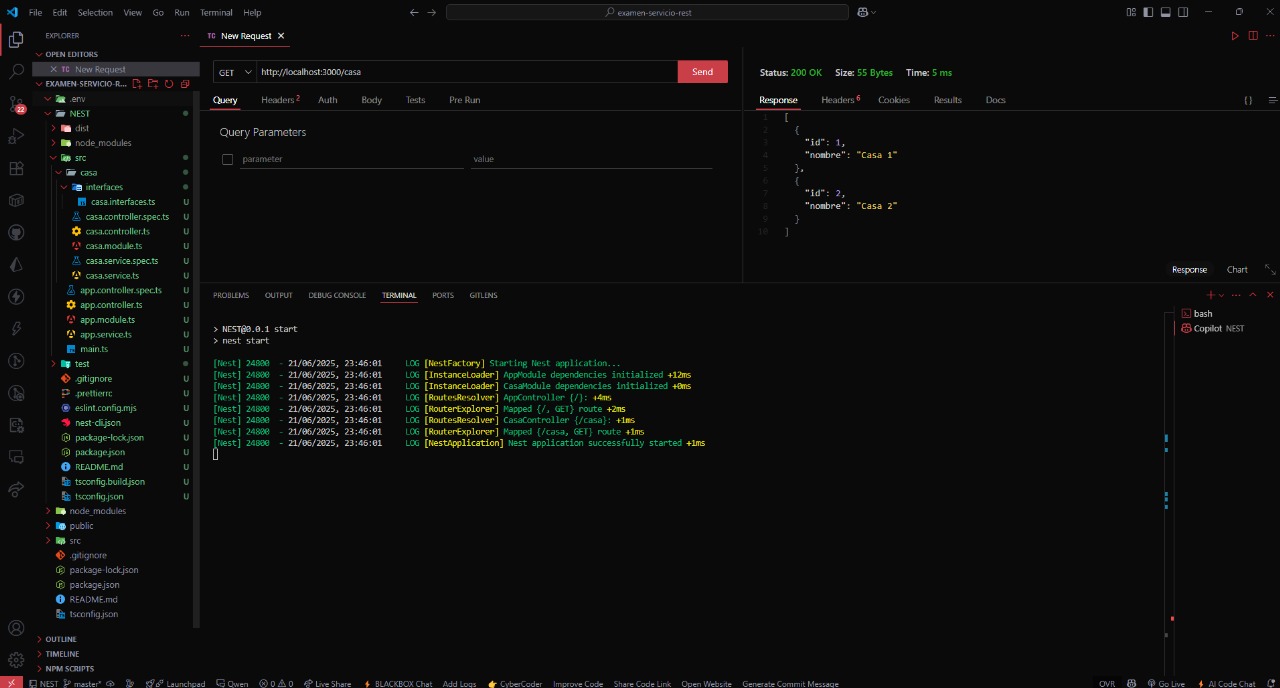 File Edit Selection View Go Run Terminal Help
examen-servicio-rest
EXPLORER
OPEN EDITORS
TC New Request
EXAMEN-SERVICIO-R...
.env
NEST
dist
node_modules
src
casa
interfaces
casa.interfaces.ts U
casa.controller.spec.ts U
casa.controller.ts U
casa.module.ts U
casa.service.spec.ts U
casa.service.ts U
app.controller.spec.ts U
app.controller.ts U
app.module.ts U
app.service.ts U
main.ts U
test
.gitignore U
.prettierrc U
eslint.config.mjs U
nest-cli.json U
package-lock.json U
package.json U
README.md U
tsconfig.build.json U
tsconfig.json U
node_modules
public
src
.gitignore
package-lock.json
package.json
README.md
tsconfig.json
OUTLINE
TIMELINE
NPM SCRIPTS
22
TC New Request
GET http://localhost:3000/casa Send
Query Headers 2 Auth Body Tests Pre Run
Query Parameters
parameter value
Status: 200 OK Size: 55 Bytes Time: 5 ms
Response Headers 6 Cookies Results Docs {}
1 [
2 {
3 "id": 1,
4 "nombre": "Casa 1"
5 },
6 {
7 "id": 2,
8 "nombre": "Casa 2"
9 }
10 ]
Response Chart
PROBLEMS OUTPUT DEBUG CONSOLE TERMINAL PORTS GITLENS
> NEST@0.0.1 start
> nest start
[Nest] 24800 - 21/06/2025, 23:46:01 LOG [NestFactory] Starting Nest application...
[Nest] 24800 - 21/06/2025, 23:46:01 LOG [InstanceLoader] AppModule dependencies initialized +12ms
[Nest] 24800 - 21/06/2025, 23:46:01 LOG [InstanceLoader] CasaModule dependencies initialized +0ms
[Nest] 24800 - 21/06/2025, 23:46:01 LOG [RoutesResolver] AppController {/}: +4ms
[Nest] 24800 - 21/06/2025, 23:46:01 LOG [RouterExplorer] Mapped {/, GET} route +2ms
[Nest] 24800 - 21/06/2025, 23:46:01 LOG [RoutesResolver] CasaController {/casa}: +1ms
[Nest] 24800 - 21/06/2025, 23:46:01 LOG [RouterExplorer] Mapped {/casa, GET} route +1ms
[Nest] 24800 - 21/06/2025, 23:46:01 LOG [NestApplication] Nest application successfully started +1ms
bash
Copilot NEST
NEST master* Launchpad Qwen 0 0 Live Share BLACKBOX Chat Add Logs CyberCoder Improve Code Share Code Link Open Website Generate Commit Message OVR Go Live AI Code Chat